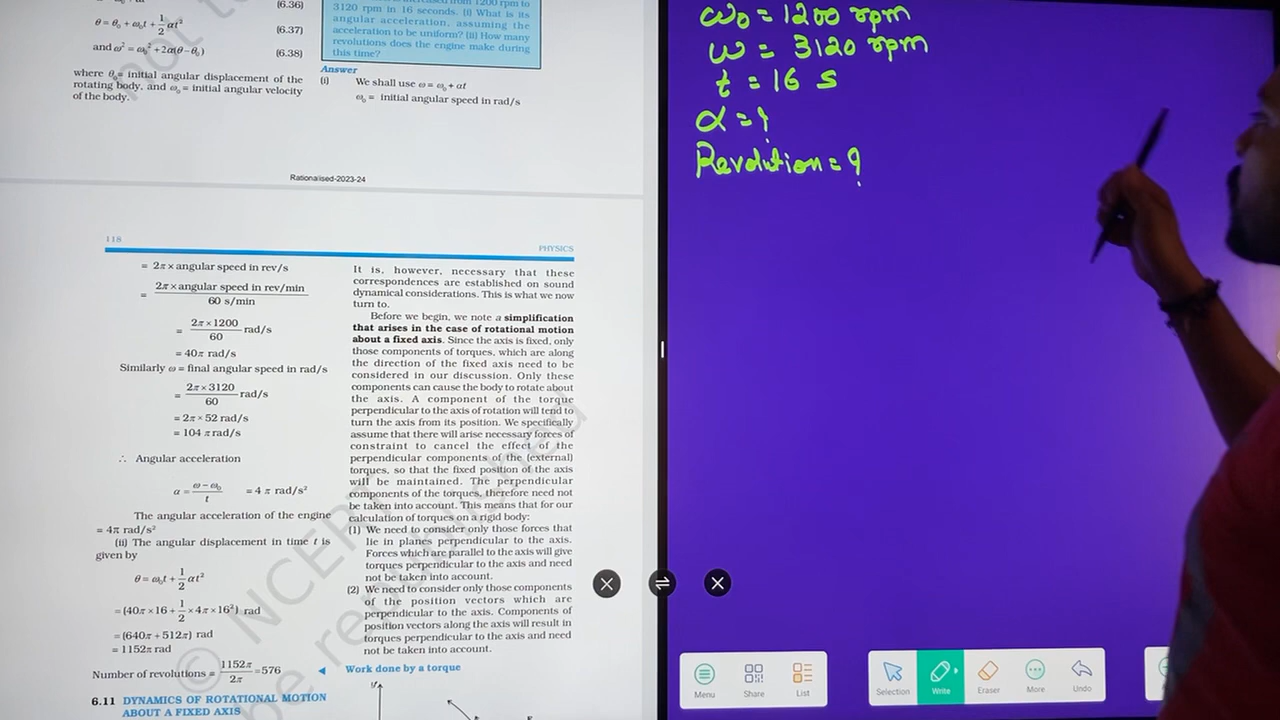 (6.36)
θ = θ₀ + ω₀t + 1/2 αt²
(6.37)
and ω² = ω₀² + 2α(θ – θ₀)
(6.38)
where θ₀= initial angular displacement of the
rotating body, and ω₀ = initial angular velocity
of the body.
from 1200 rpm to
3120 rpm in 16 seconds. (i) What is its
angular acceleration, assuming the
acceleration to be uniform? (ii) How many
revolutions does the engine make during
this time?
Answer
(i) We shall use ω = ω₀ + αt
ω₀ = initial angular speed in rad/s
Rationalised-2023-24
118
PHYSICS
= 2π × angular speed in rev/s
= 2π × angular speed in rev/min / 60 s/min
= 2π × 1200 / 60 rad/s
= 40π rad/s
Similarly ω = final angular speed in rad/s
= 2π × 3120 / 60 rad/s
= 2π × 52 rad/s
= 104 π rad/s
∴ Angular acceleration
α = ω – ω₀ / t = 4 π rad/s²
The angular acceleration of the engine
= 4π rad/s²
(ii) The angular displacement in time t is
given by
θ = ω₀t + 1/2 αt²
= (40π × 16 + 1/2 × 4π × 16²) rad
= (640π + 512π) rad
= 1152π rad
Number of revolutions = 1152π / 2π = 576
6.11 DYNAMICS OF ROTATIONAL MOTION
ABOUT A FIXED AXIS
It is, however, necessary that these
correspondences are established on sound
dynamical considerations. This is what we now
turn to.
Before we begin, we note a simplification
that arises in the case of rotational motion
about a fixed axis. Since the axis is fixed, only
those components of torques, which are along
the direction of the fixed axis need to be
considered in our discussion. Only these
components can cause the body to rotate about
the axis. A component of the torque
perpendicular to the axis of rotation will tend to
turn the axis from its position. We specifically
assume that there will arise necessary forces of
constraint to cancel the effect of the
perpendicular components of the (external)
torques, so that the fixed position of the axis
will be maintained. The perpendicular
components of the torques, therefore need not
be taken into account. This means that for our
calculation of torques on a rigid body:
(1) We need to consider only those forces that
lie in planes perpendicular to the axis.
Forces which are parallel to the axis will give
torques perpendicular to the axis and need
not be taken into account.
(2) We need to consider only those components
of the position vectors which are
perpendicular to the axis. Components of
position vectors along the axis will result in
torques perpendicular to the axis and need
not be taken into account.
Work done by a torque
© NCERT
be republished
not to
ω₀ = 1200 rpm
ω = 3120 rpm
t = 16 s
α = ?
Revolution = ?
Menu
Share
List
Selection
Write
Eraser
More
Undo